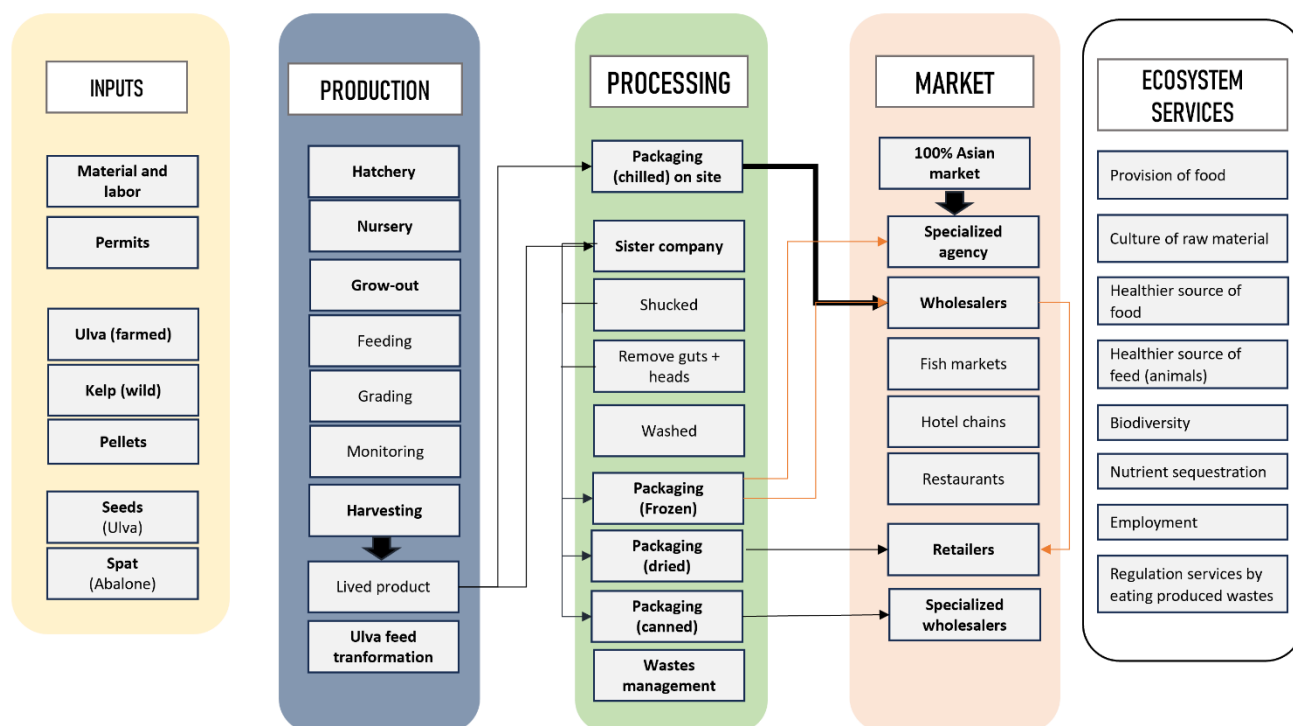 INPUTS
Material and
labor
Permits
Ulva (farmed)
Kelp (wild)
Pellets
Seeds
(Ulva)
Spat
(Abalone)
PRODUCTION
Hatchery
Nursery
Grow-out
Feeding
Grading
Monitoring
Harvesting
Lived product
Ulva feed
tranformation
PROCESSING
Packaging
(chilled) on site
Sister company
Shucked
Remove guts +
heads
Washed
Packaging
(Frozen)
Packaging
(dried)
Packaging
(canned)
Wastes
management
MARKET
100% Asian
market
Specialized
agency
Wholesalers
Fish markets
Hotel chains
Restaurants
Retailers
Specialized
wholesalers
ECOSYSTEM
SERVICES
Provision of food
Culture of raw material
Healthier source of
food
Healthier source of
feed (animals)
Biodiversity
Nutrient sequestration
Employment
Regulation services by
eating produced wastes